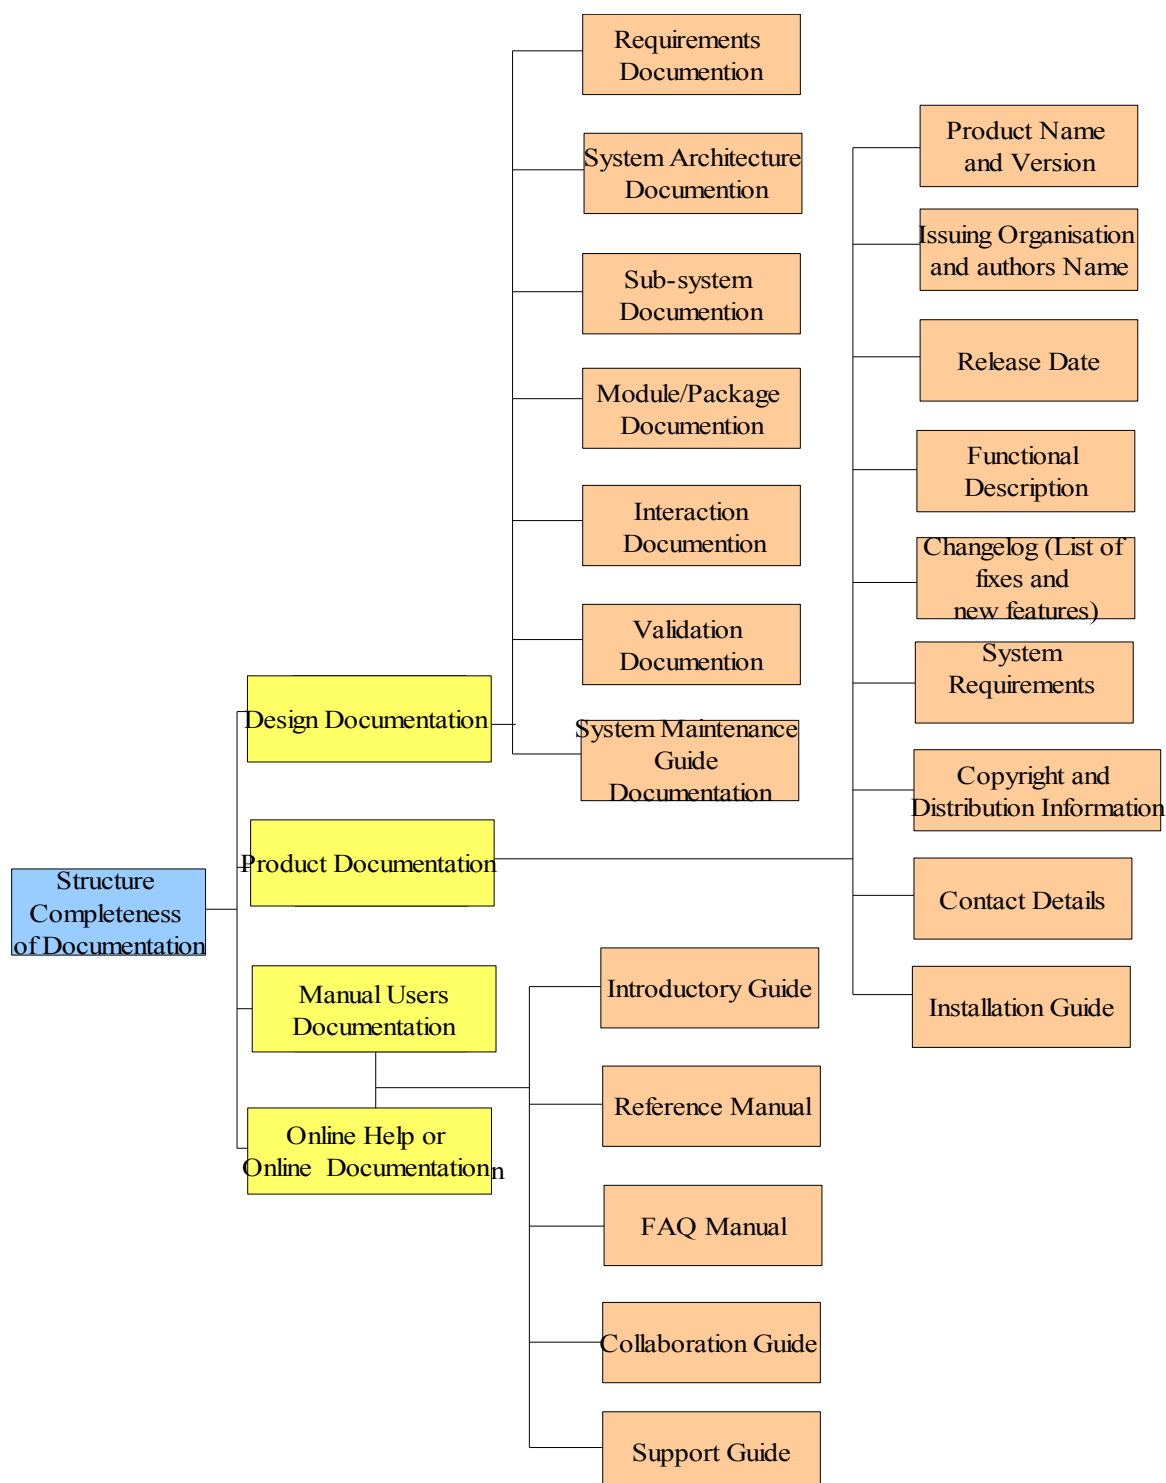 Requirements
Documention
System Architecture
Documention
Sub-system
Documention
Module/Package
Documention
Interaction
Documention
Validation
Documention
System Maintenance
Guide
Documentation
Product Name
and Version
Issuing Organisation
and authors Name
Release Date
Functional
Description
Changelog (List of
fixes and
new features)
System
Requirements
Copyright and
Distribution Information
Contact Details
Installation Guide
Design Documentation
Product Documentation
Structure
Completeness
of Documentation
Manual Users
Documentation
Online Help or
Online Documentation
n
Introductory Guide
Reference Manual
FAQ Manual
Collaboration Guide
Support Guide